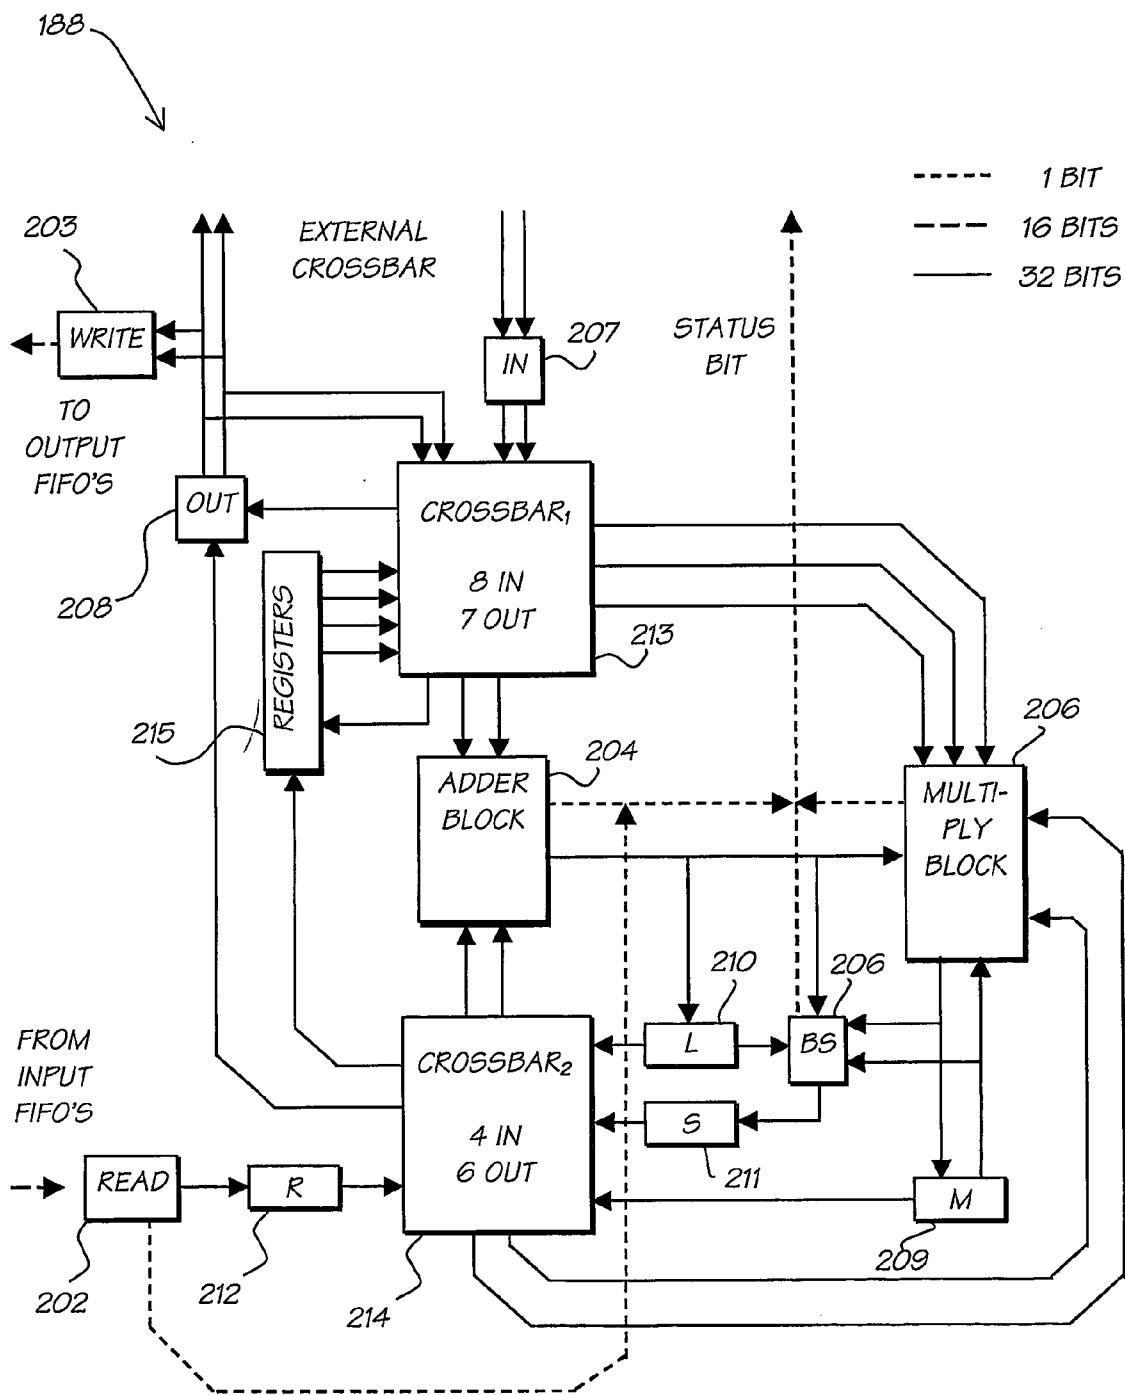 188
1 BIT
16 BITS
32 BITS
203
EXTERNAL
CROSSBAR
WRITE
IN
207
STATUS
BIT
TO
OUTPUT
FIFO'S
OUT
208
CROSSBAR1
8 IN
7 OUT
213
REGISTERS
215
204
ADDER
BLOCK
206
MULTI-
PLY
BLOCK
210
206
L
BS
FROM
INPUT
FIFO'S
CROSSBAR2
4 IN
6 OUT
S
211
READ
R
M
209
202
212
214